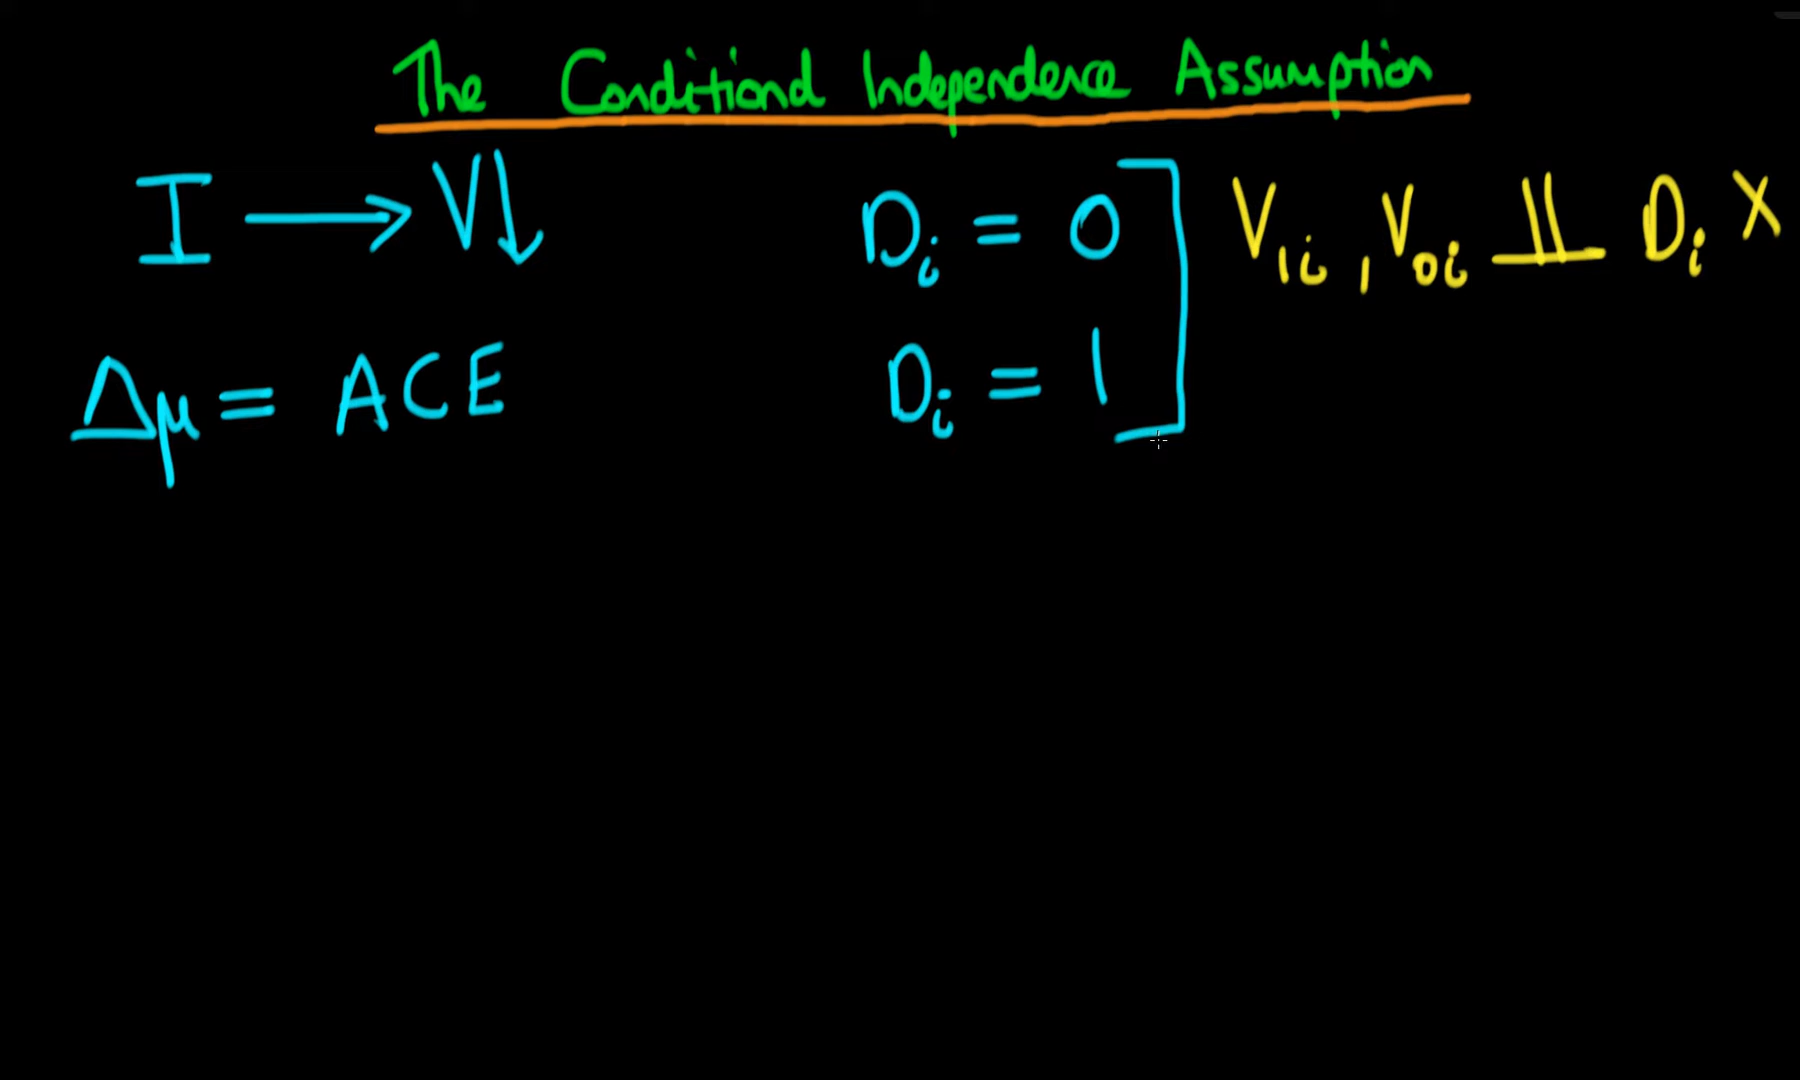 The Conditional Independence Assumption
I → V↓
Δμ = ACE
Dᵢ = 0
Dᵢ = 1
V₁ᵢ , V₀ᵢ ⫫ Dᵢ X